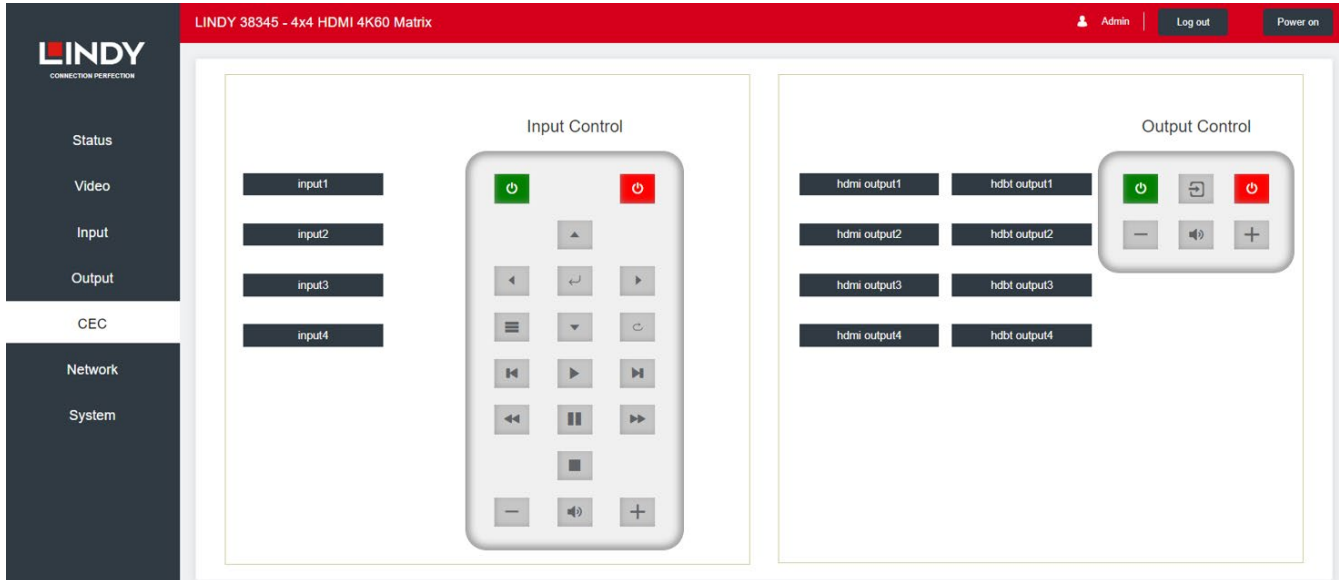 LINDY 38345 - 4x4 HDMI 4K60 Matrix
Admin
Log out
Power on
LINDY
CONNECTION PERFECTION
Status
Video
Input
Output
CEC
Network
System
Input Control
input1
input2
input3
input4
Output Control
hdmi output1 hdbt output1
hdmi output2 hdbt output2
hdmi output3 hdbt output3
hdmi output4 hdbt output4